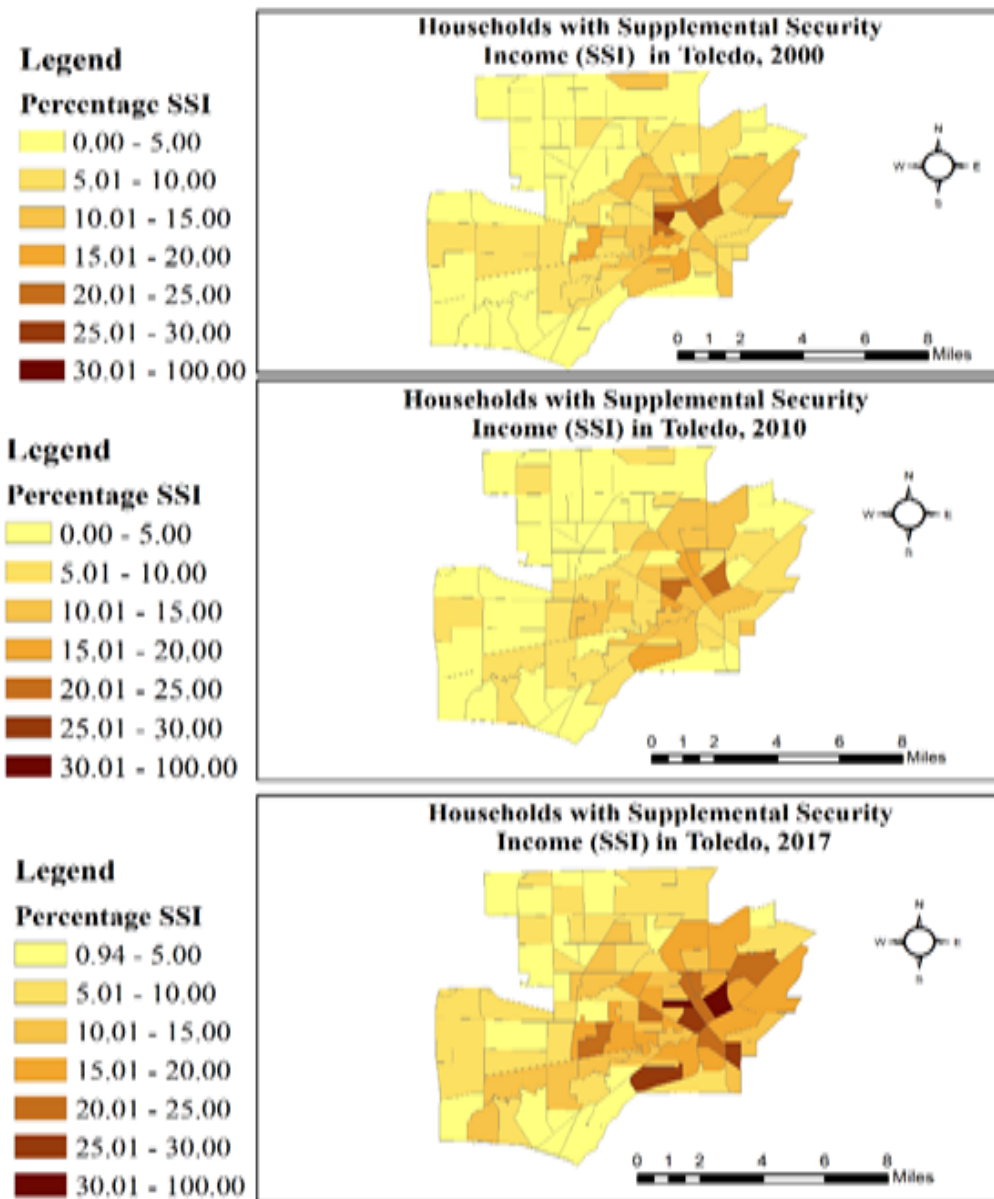 Households with Supplemental Security
Income (SSI) in Toledo, 2000
Legend
Percentage SSI
0.00 - 5.00
5.01 - 10.00
10.01 - 15.00
15.01 - 20.00
20.01 - 25.00
25.01 - 30.00
30.01 - 100.00
N
W E
S
0 1 2 4 6 8
Miles
Households with Supplemental Security
Income (SSI) in Toledo, 2010
Legend
Percentage SSI
0.00 - 5.00
5.01 - 10.00
10.01 - 15.00
15.01 - 20.00
20.01 - 25.00
25.01 - 30.00
30.01 - 100.00
N
W E
S
0 1 2 4 6 8
Miles
Households with Supplemental Security
Income (SSI) in Toledo, 2017
Legend
Percentage SSI
0.94 - 5.00
5.01 - 10.00
10.01 - 15.00
15.01 - 20.00
20.01 - 25.00
25.01 - 30.00
30.01 - 100.00
N
W E
S
0 1 2 4 6 8
Miles